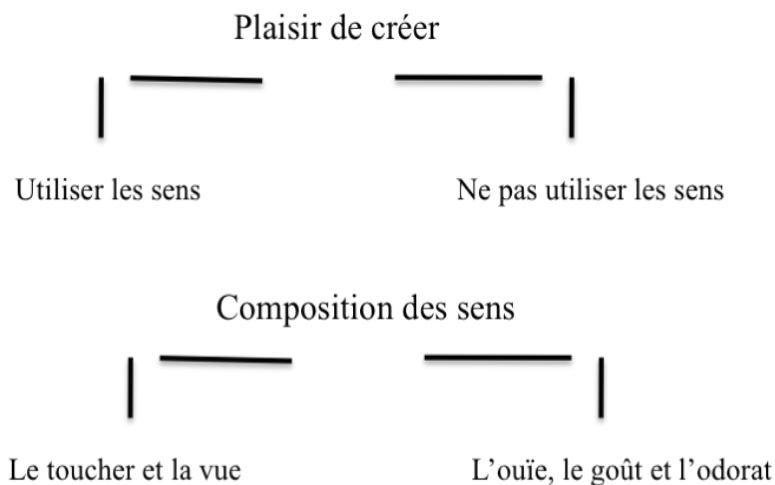 Plaisir de créer
Utiliser les sens
Ne pas utiliser les sens
Composition des sens
Le toucher et la vue
L'ouïe, le goût et l'odorat